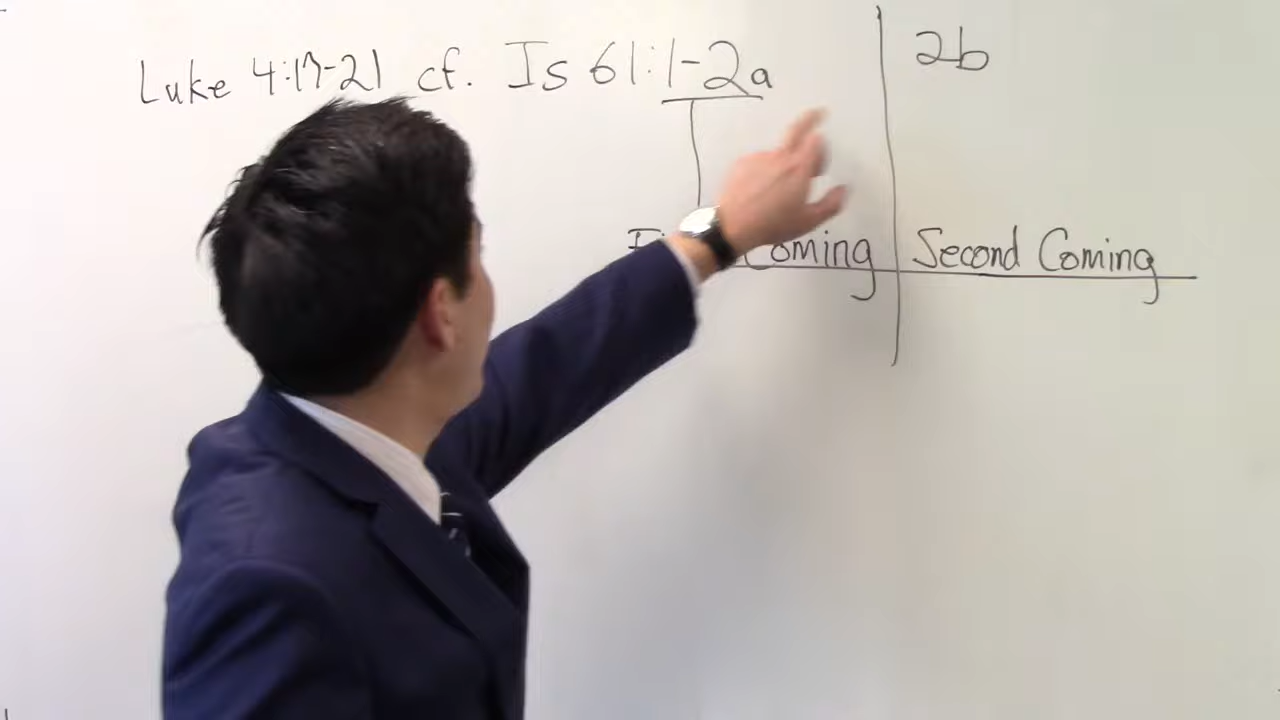 Luke 4:17-21 cf. Is 61:1-2a 2b
Coming Second Coming